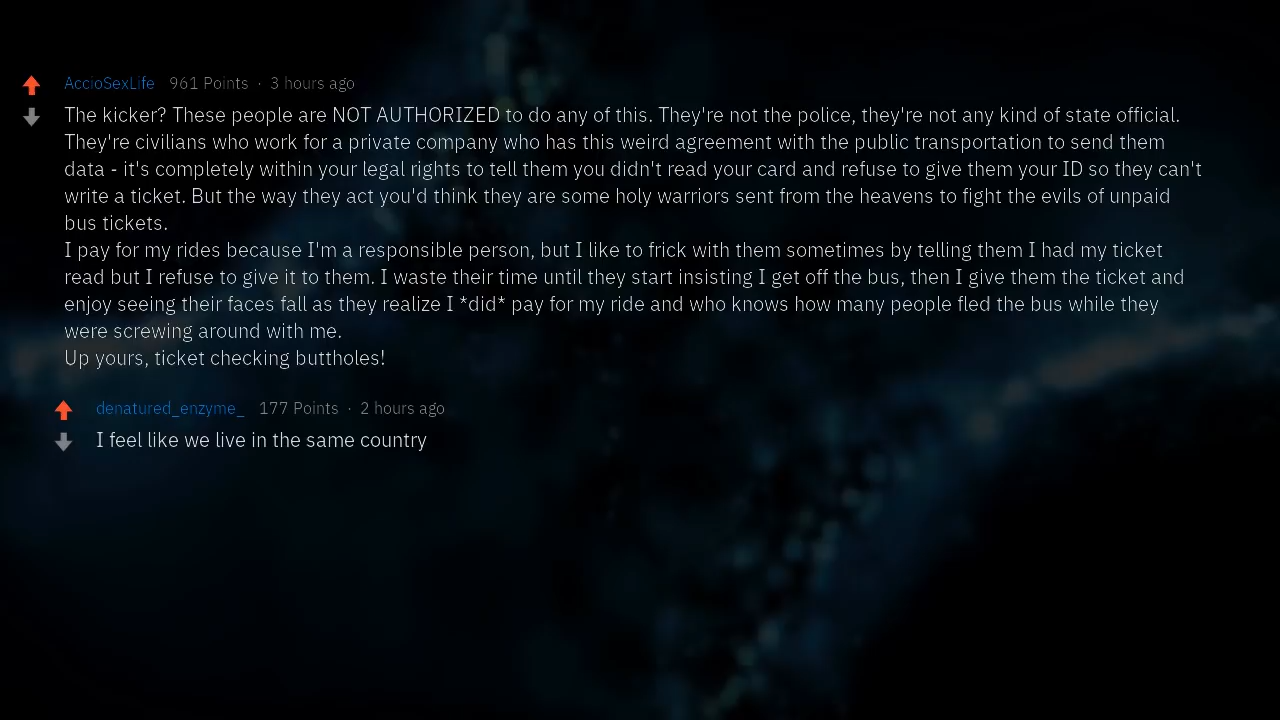 AccioSexLife 961 Points · 3 hours ago
The kicker? These people are NOT AUTHORIZED to do any of this. They're not the police, they're not any kind of state official.
They're civilians who work for a private company who has this weird agreement with the public transportation to send them
data - it's completely within your legal rights to tell them you didn't read your card and refuse to give them your ID so they can't
write a ticket. But the way they act you'd think they are some holy warriors sent from the heavens to fight the evils of unpaid
bus tickets.
I pay for my rides because I'm a responsible person, but I like to frick with them sometimes by telling them I had my ticket
read but I refuse to give it to them. I waste their time until they start insisting I get off the bus, then I give them the ticket and
enjoy seeing their faces fall as they realize I *did* pay for my ride and who knows how many people fled the bus while they
were screwing around with me.
Up yours, ticket checking buttholes!
denatured_enzyme_ 177 Points · 2 hours ago
I feel like we live in the same country